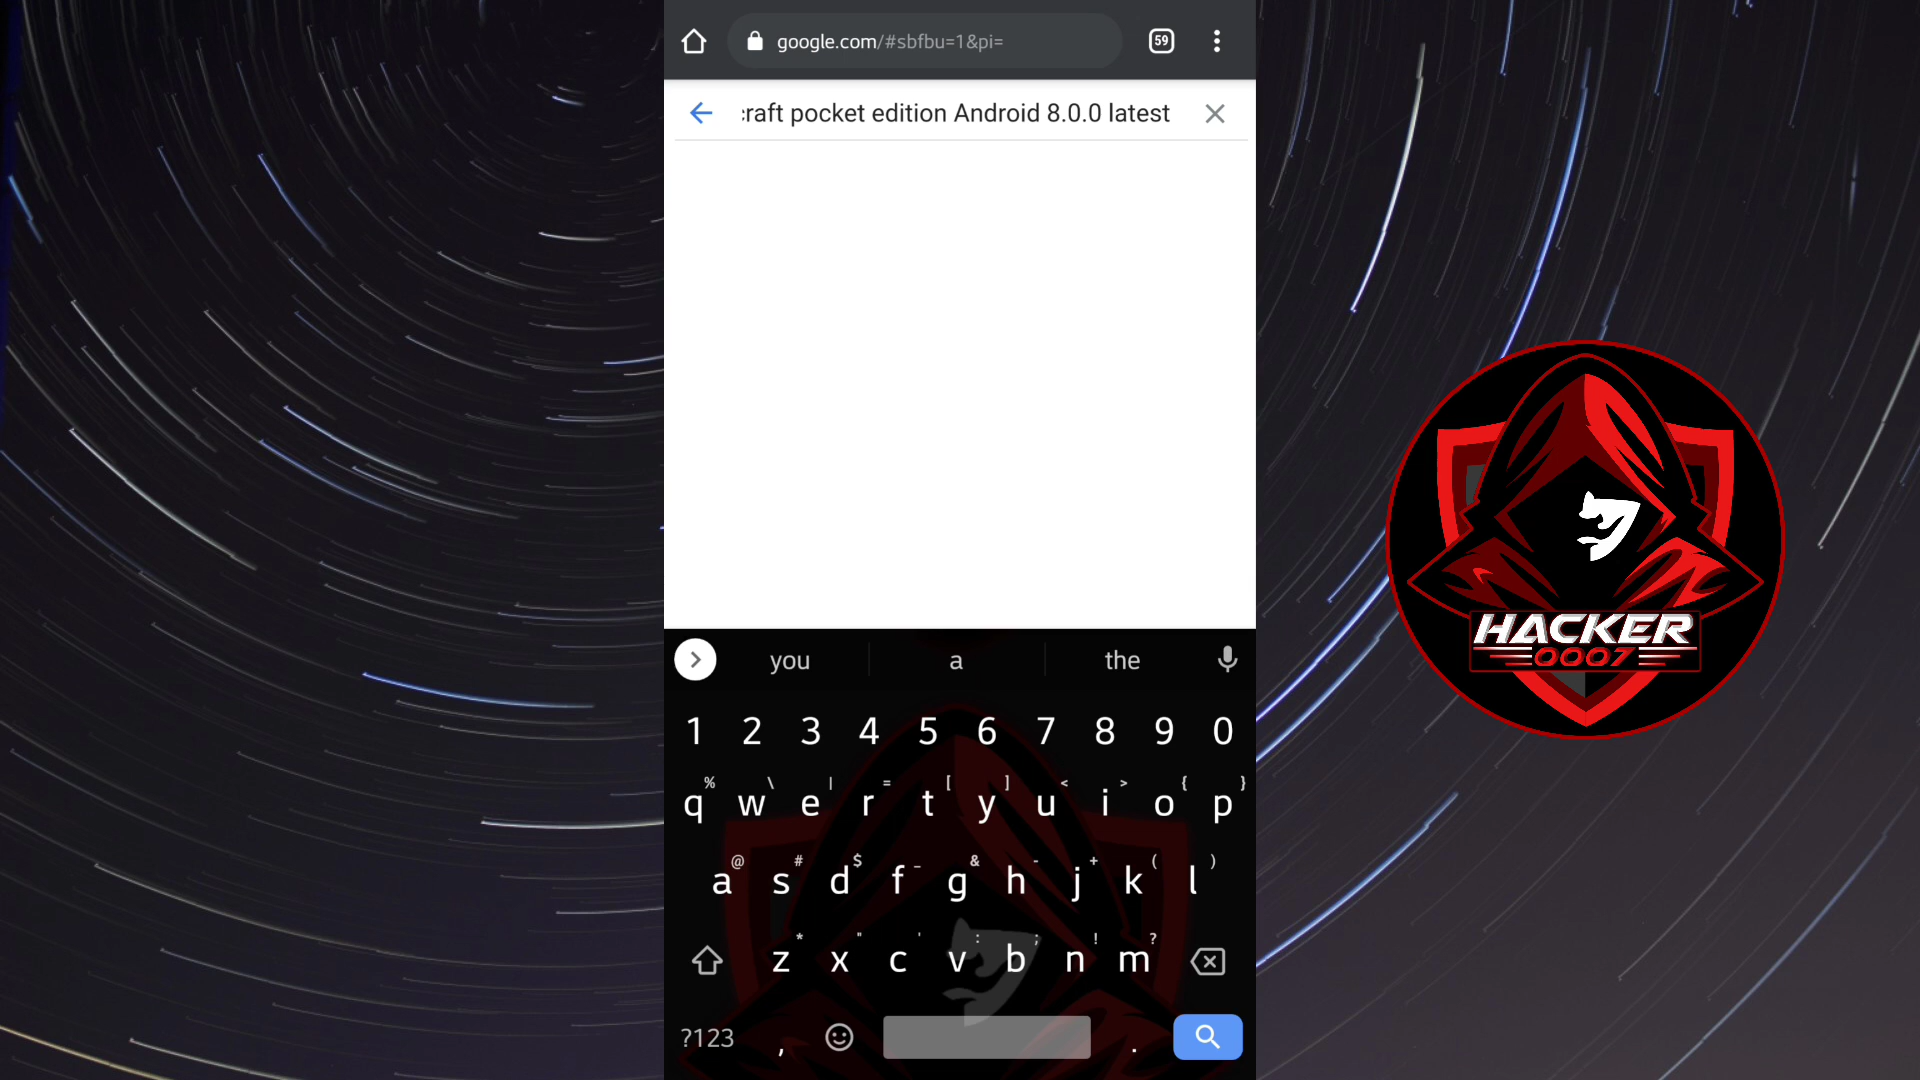 google.com/#sbfbu=1&pi=
59
craft pocket edition Android 8.0.0 latest
you a the
1 2 3 4 5 6 7 8 9 0
% \ | = [ ] < > { }
q w e r t y u i o p
@ # $ _ & - + ( )
a s d f g h j k l
* " ' : ; ! ?
z x c v b n m
?123 , .
HACKER
0007